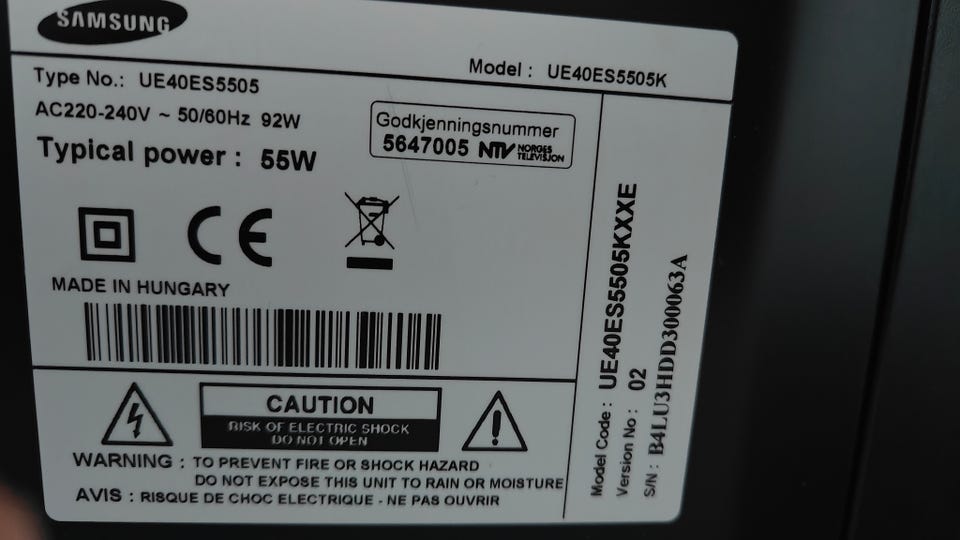 SAMSUNG
Type No.: UE40ES5505
Model : UE40ES5505K
AC220-240V ~ 50/60Hz 92W
Typical power : 55W
Godkjenningsnummer
5647005 NTV NORGES TELEVISJON
CE
MADE IN HUNGARY
CAUTION
RISK OF ELECTRIC SHOCK
DO NOT OPEN
WARNING : TO PREVENT FIRE OR SHOCK HAZARD
DO NOT EXPOSE THIS UNIT TO RAIN OR MOISTURE
AVIS : RISQUE DE CHOC ELECTRIQUE - NE PAS OUVRIR
Model Code : UE40ES5505KXXE
Version No : 02
S/N : B4LU3HDD300063A